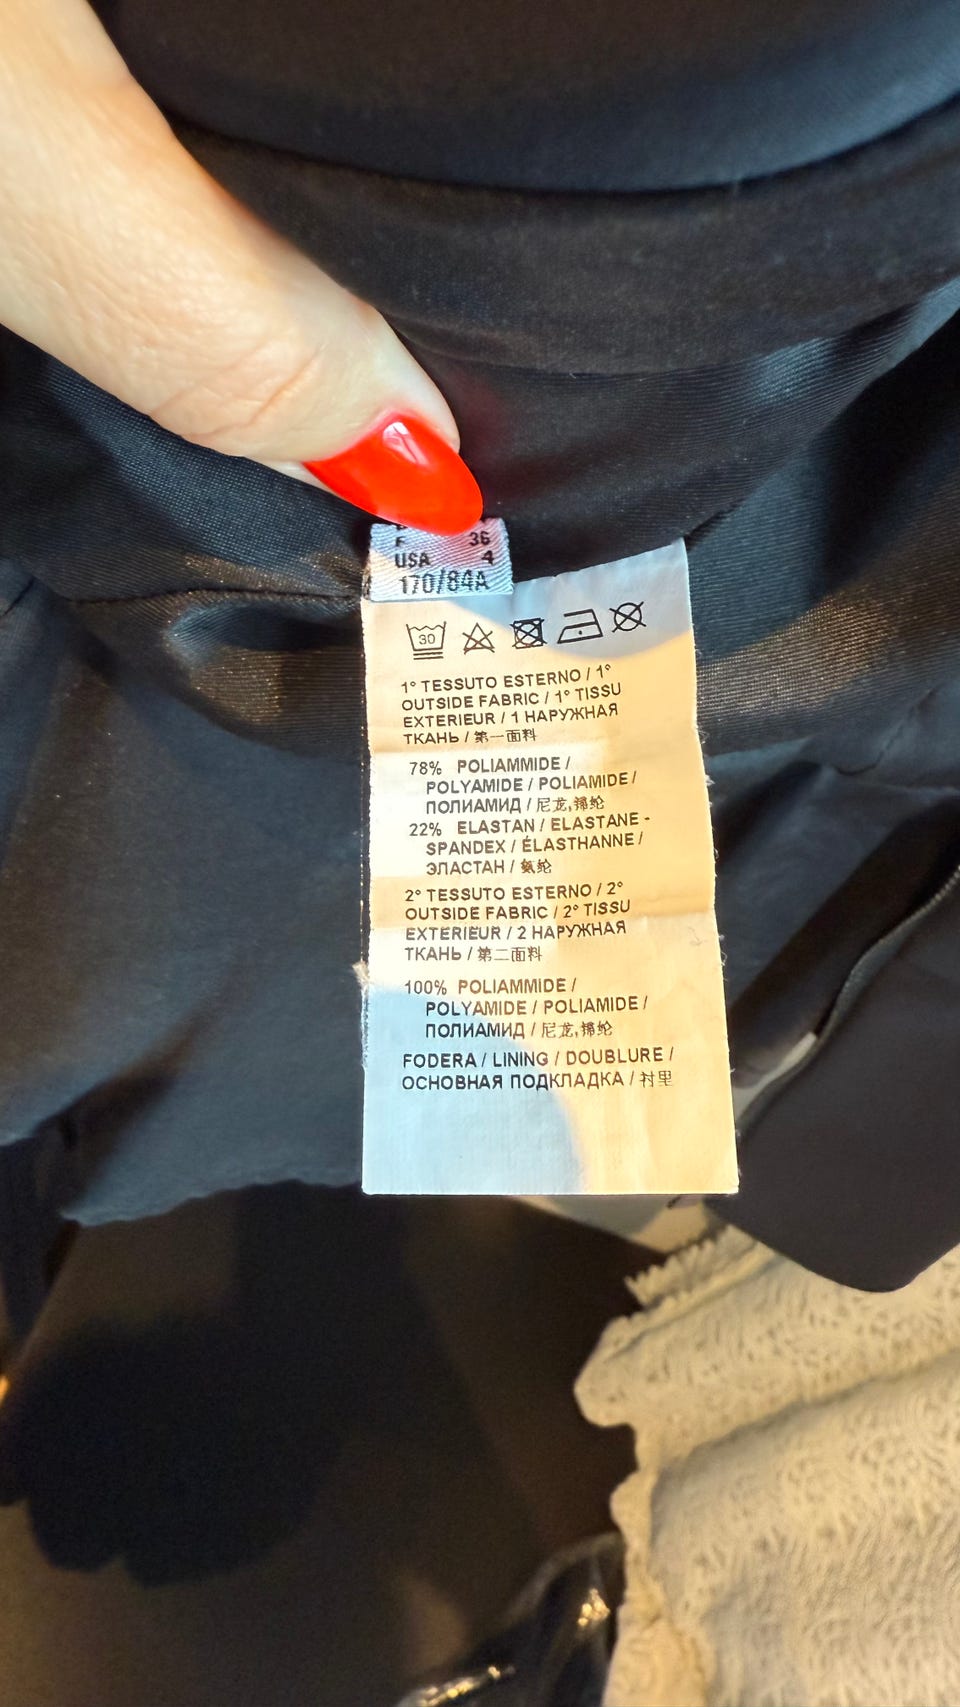 F 36
USA 4
170/84A
30
1° TESSUTO ESTERNO / 1°
OUTSIDE FABRIC / 1° TISSU
EXTERIEUR / 1 НАРУЖНАЯ
ТКАНЬ / 第一面料
78% POLIAMMIDE /
POLYAMIDE / POLIAMIDE /
ПОЛИАМИД / 尼龙,锦纶
22% ELASTAN / ELASTANE -
SPANDEX / ÉLASTHANNE /
ЭЛАСТАН / 氨纶
2° TESSUTO ESTERNO / 2°
OUTSIDE FABRIC / 2° TISSU
EXTERIEUR / 2 НАРУЖНАЯ
ТКАНЬ / 第二面料
100% POLIAMMIDE /
POLYAMIDE / POLIAMIDE /
ПОЛИАМИД / 尼龙,锦纶
FODERA / LINING / DOUBLURE /
ОСНОВНАЯ ПОДКЛАДКА / 衬里